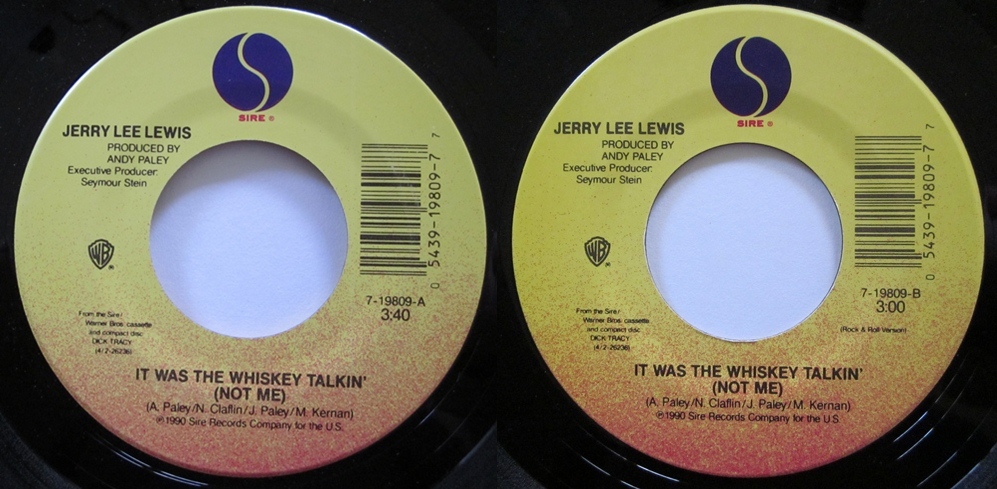 SIRE ®
JERRY LEE LEWIS
PRODUCED BY
ANDY PALEY
Executive Producer:
Seymour Stein
WB
®
0 5439-19809-7 7
7-19809-A
3:40
From the Sire/
Warner Bros. cassette
and compact disc
DICK TRACY
(4/2-26236)
IT WAS THE WHISKEY TALKIN'
(NOT ME)
(A. Paley/N. Claflin/J. Paley/M. Kernan)
℗1990 Sire Records Company for the U.S.
SIRE ®
JERRY LEE LEWIS
PRODUCED BY
ANDY PALEY
Executive Producer:
Seymour Stein
WB
®
0 5439-19809-7 7
7-19809-B
3:00
(Rock & Roll Version)
From the Sire/
Warner Bros. cassette
and compact disc
DICK TRACY
(4/2-26236)
IT WAS THE WHISKEY TALKIN'
(NOT ME)
(A. Paley/N. Claflin/J. Paley/M. Kernan)
℗1990 Sire Records Company for the U.S.